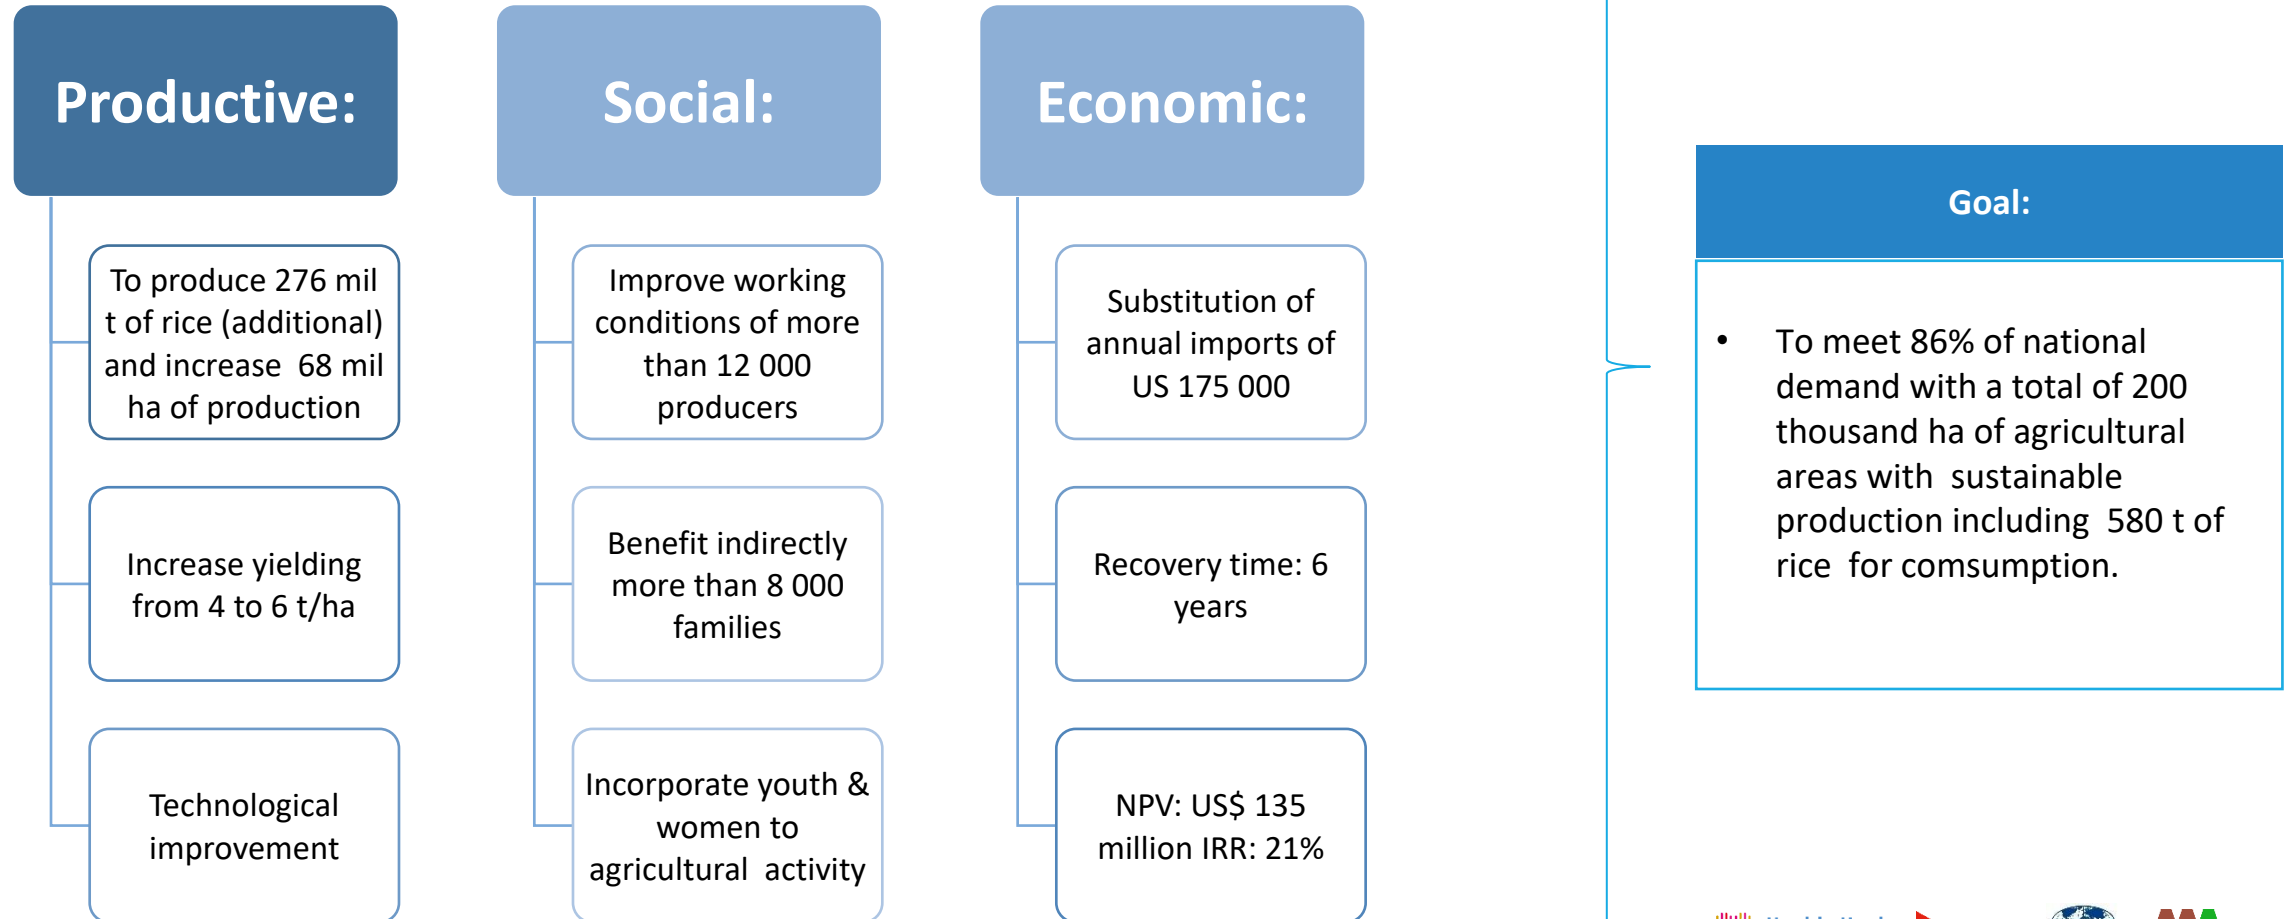 Productive:
To produce 276 mil
t of rice (additional)
and increase 68 mil
ha of production
Increase yielding
from 4 to 6 t/ha
Technological
improvement
Social:
Improve working
conditions of more
than 12 000
producers
Benefit indirectly
more than 8 000
families
Incorporate youth &
women to
agricultural activity
Economic:
Substitution of
annual imports of
US 175 000
Recovery time: 6
years
NPV: US$ 135
million IRR: 21%
Goal:
• To meet 86% of national
demand with a total of 200
thousand ha of agricultural
areas with sustainable
production including 580 t of
rice for comsumption.